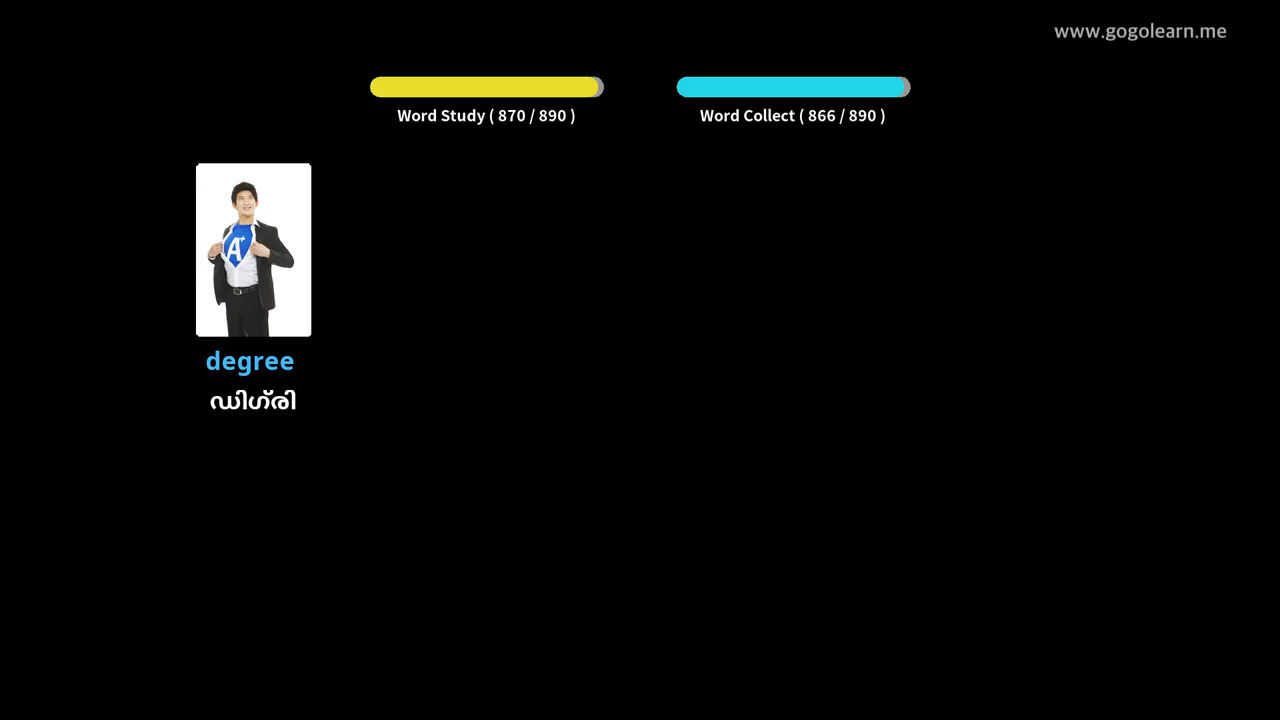 www.gogolearn.me
Word Study ( 870 / 890 )
Word Collect ( 866 / 890 )
A+
degree
ഡിഗ്രി